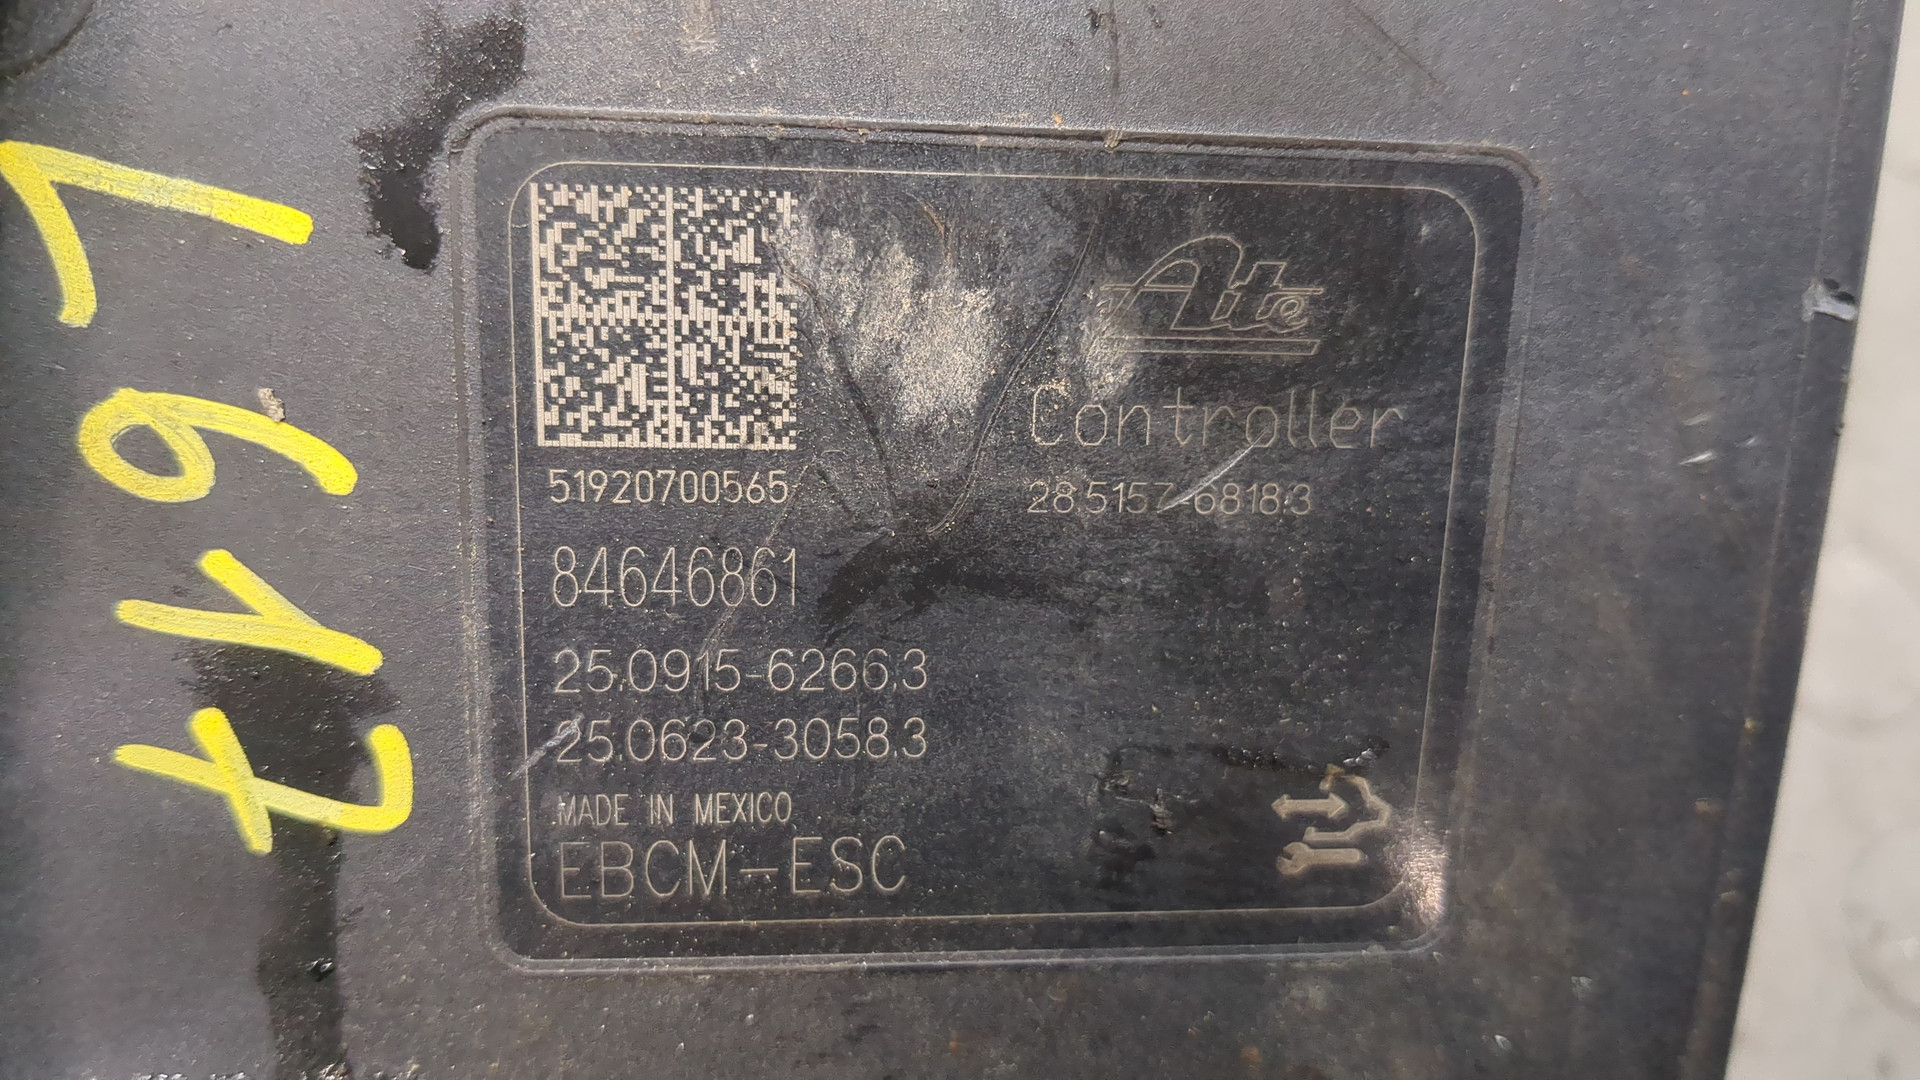 Ate
Controller
28.5157-6818.3
51920700565
84646861
25.0915-6266.3
25.0623-3058.3
MADE IN MEXICO
EBCM-ESC